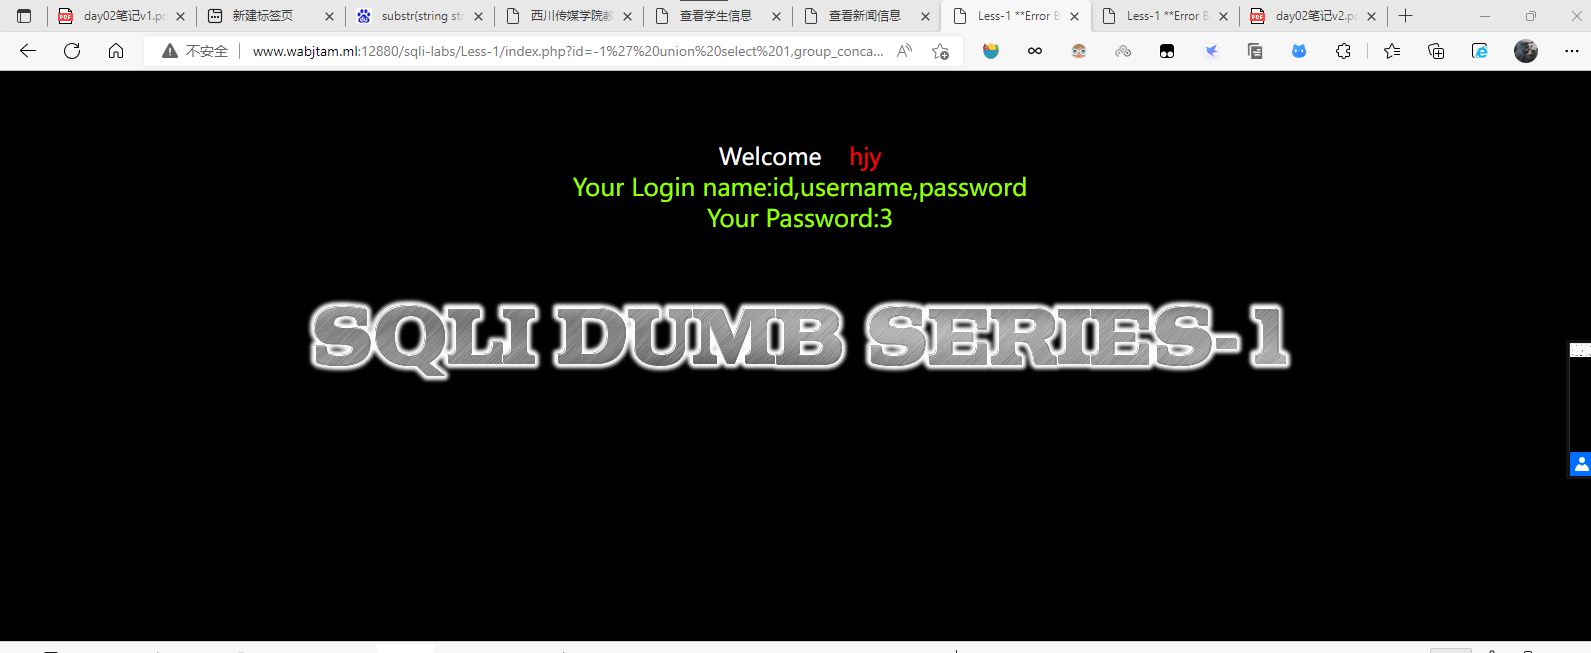 day02笔记v1.pc
新建标签页
substr(string str
西川传媒学院
查看学生信息
查看新闻信息
Less-1 **Error B
Less-1 **Error B
day02笔记v2.pc
不安全
www.wabjtam.ml:12880/sqli-labs/Less-1/index.php?id=-1%27%20union%20select%201,group_conca...
Welcome hjy
Your Login name:id,username,password
Your Password:3
SQLI DUMB SERIES-1